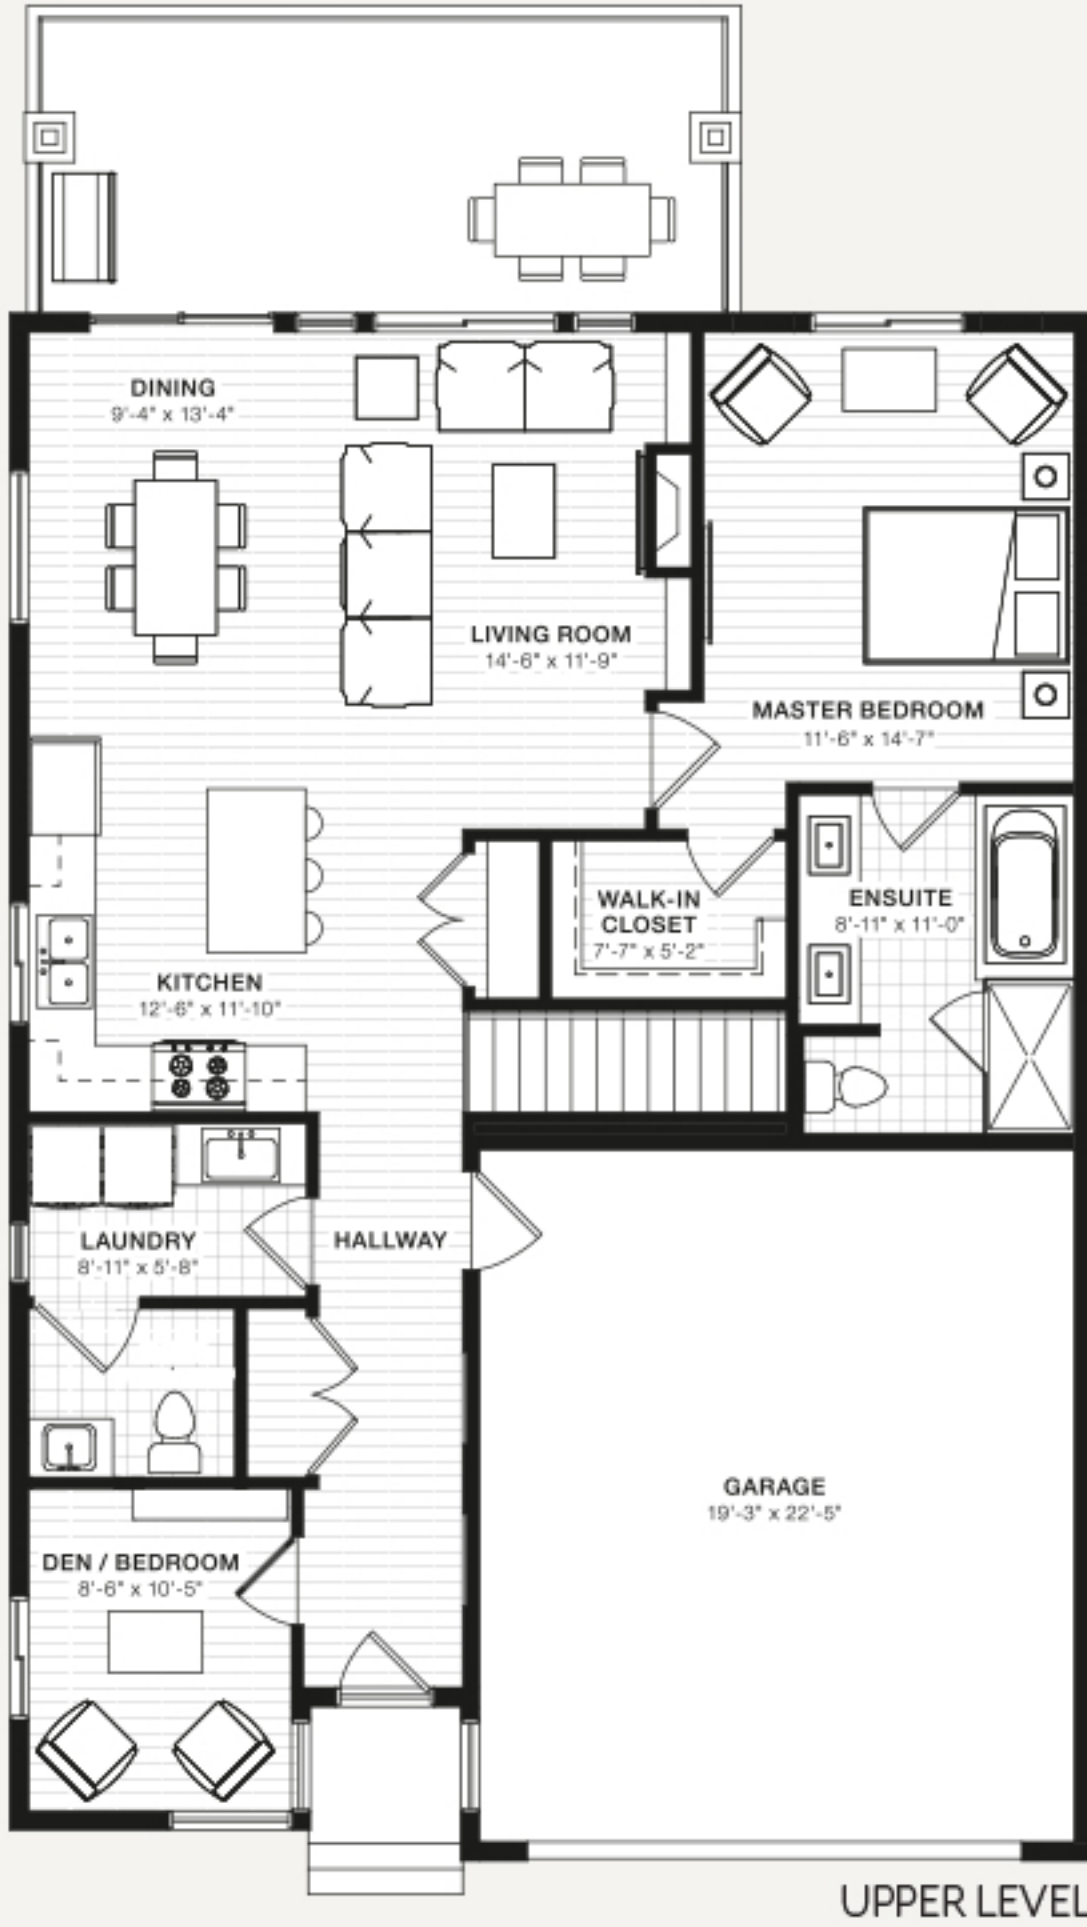 DINING
9'-4" x 13'-4"
LIVING ROOM
14'-6" x 11'-9"
MASTER BEDROOM
11'-6" x 14'-7"
WALK-IN
CLOSET
7'-7" x 5'-2"
ENSUITE
8'-11" x 11'-0"
KITCHEN
12'-6" x 11'-10"
LAUNDRY
8'-11" x 5'-8"
HALLWAY
GARAGE
19'-3" x 22'-5"
DEN / BEDROOM
8'-6" x 10'-5"
UPPER LEVEL